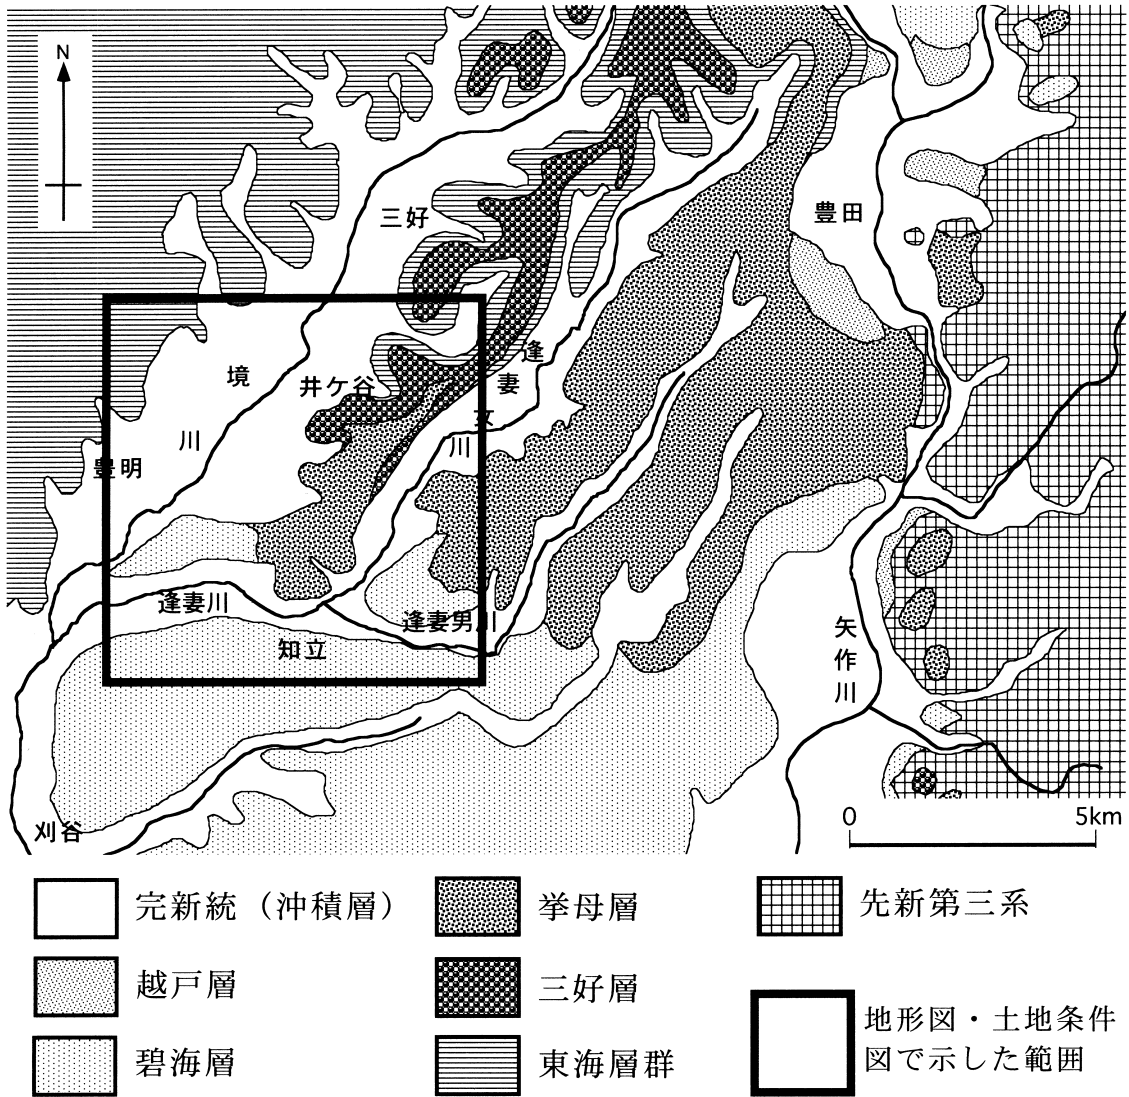 N
三好
豊田
境
川
井ケ谷
逢
妻
女
川
豊明
逢妻川
逢妻男川
知立
矢
作
川
刈谷
0 5km
完新統（沖積層）
挙母層
先新第三系
越戸層
三好層
地形図・土地条件
図で示した範囲
碧海層
東海層群